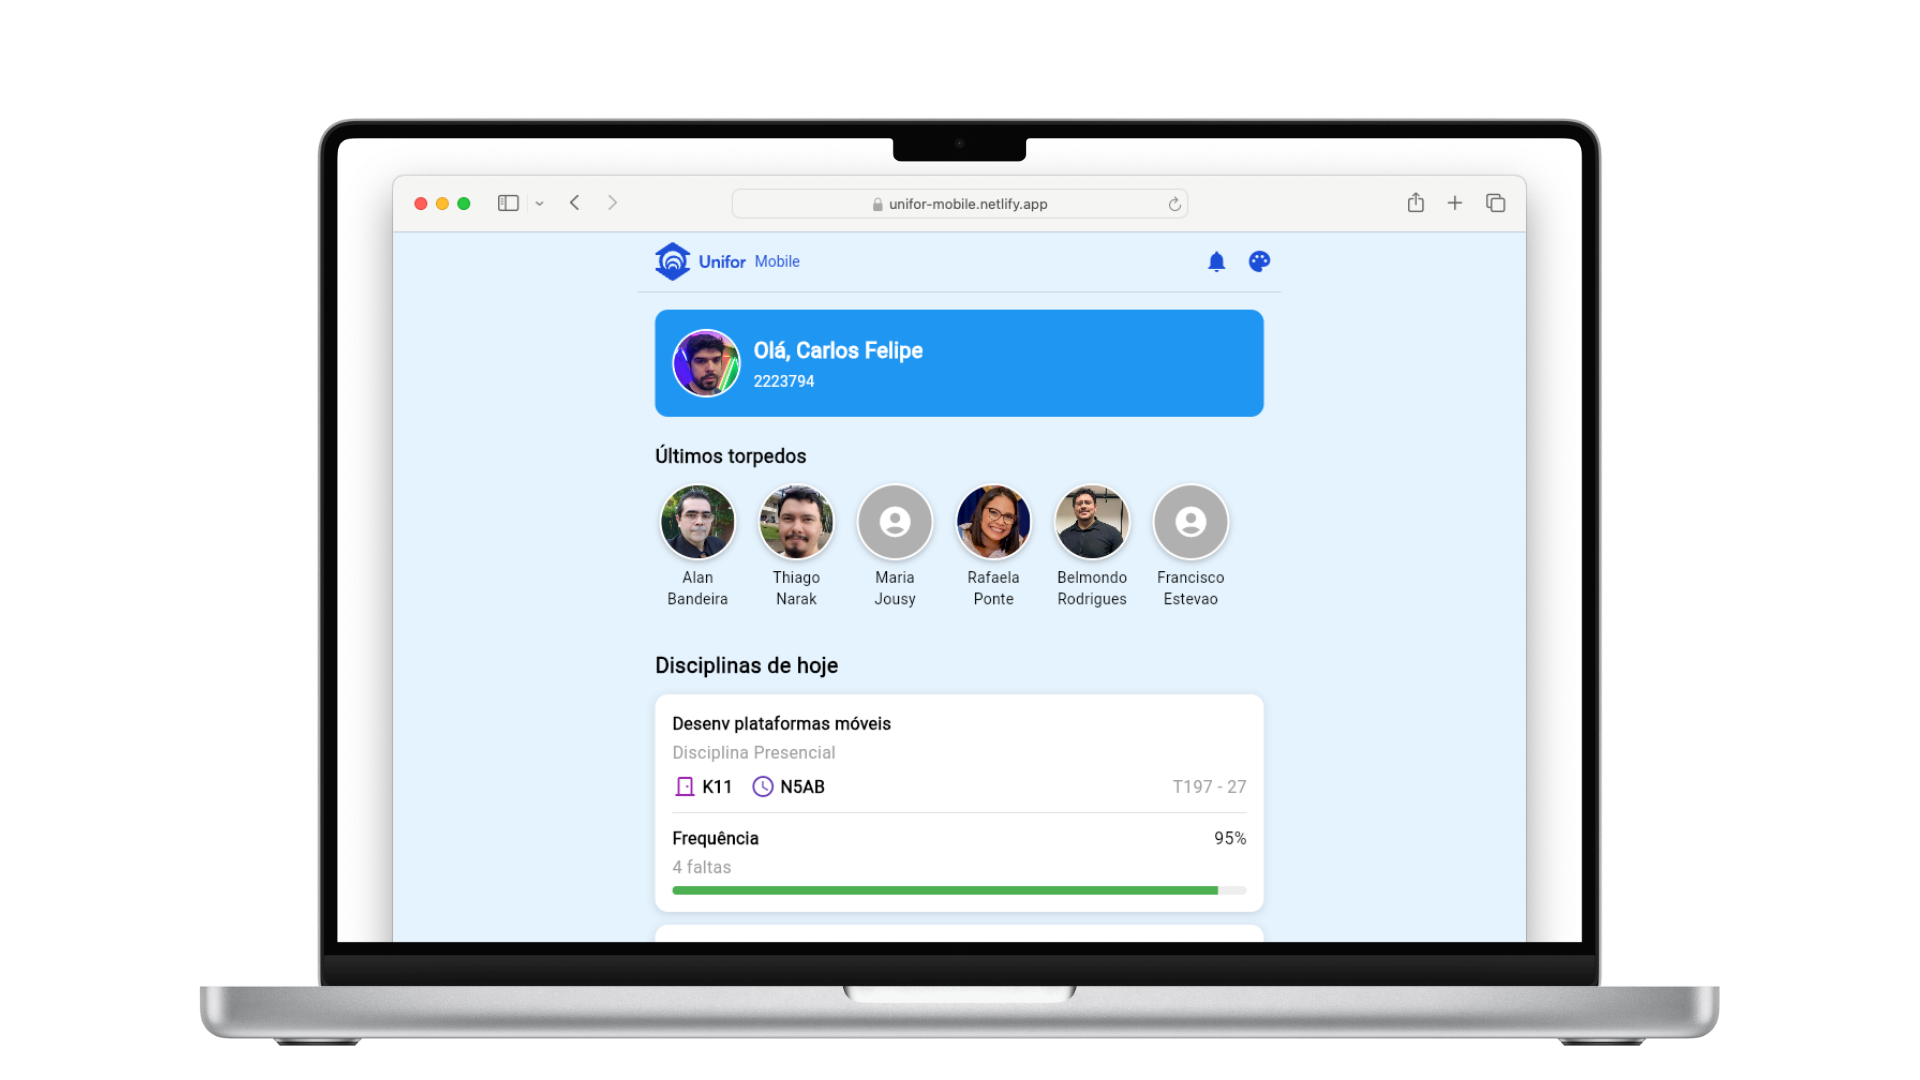 unifor-mobile.netlify.app
Unifor Mobile
Olá, Carlos Felipe
2223794
Últimos torpedos
Alan
Bandeira
Thiago
Narak
Maria
Jousy
Rafaela
Ponte
Belmondo
Rodrigues
Francisco
Estevao
Disciplinas de hoje
Desenv plataformas móveis
Disciplina Presencial
K11 N5AB T197 - 27
Frequência 95%
4 faltas